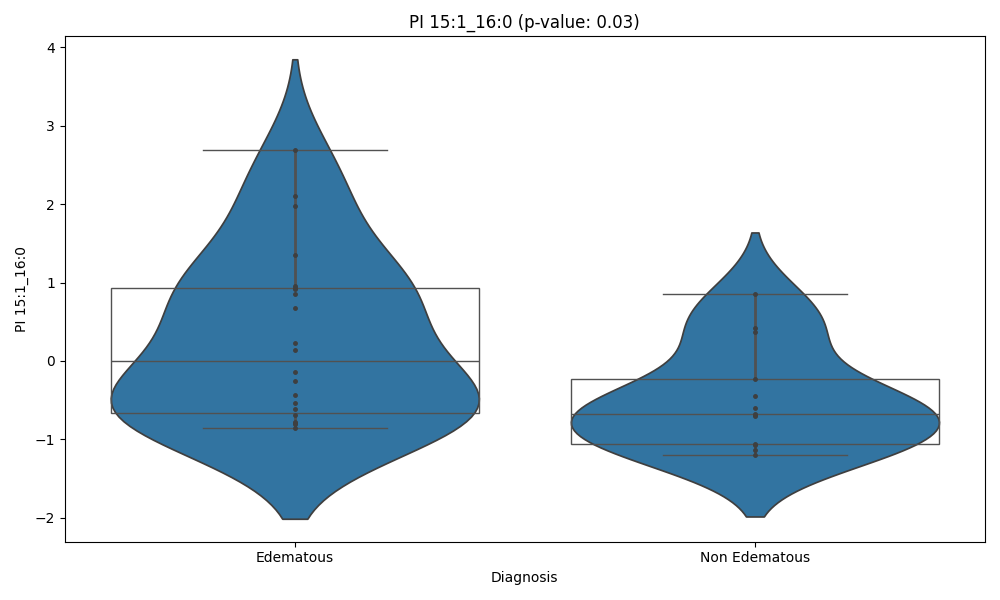 PI 15:1_16:0 (p-value: 0.03)
4
3
2
1
0
−1
−2
PI 15:1_16:0
Edematous
Non Edematous
Diagnosis